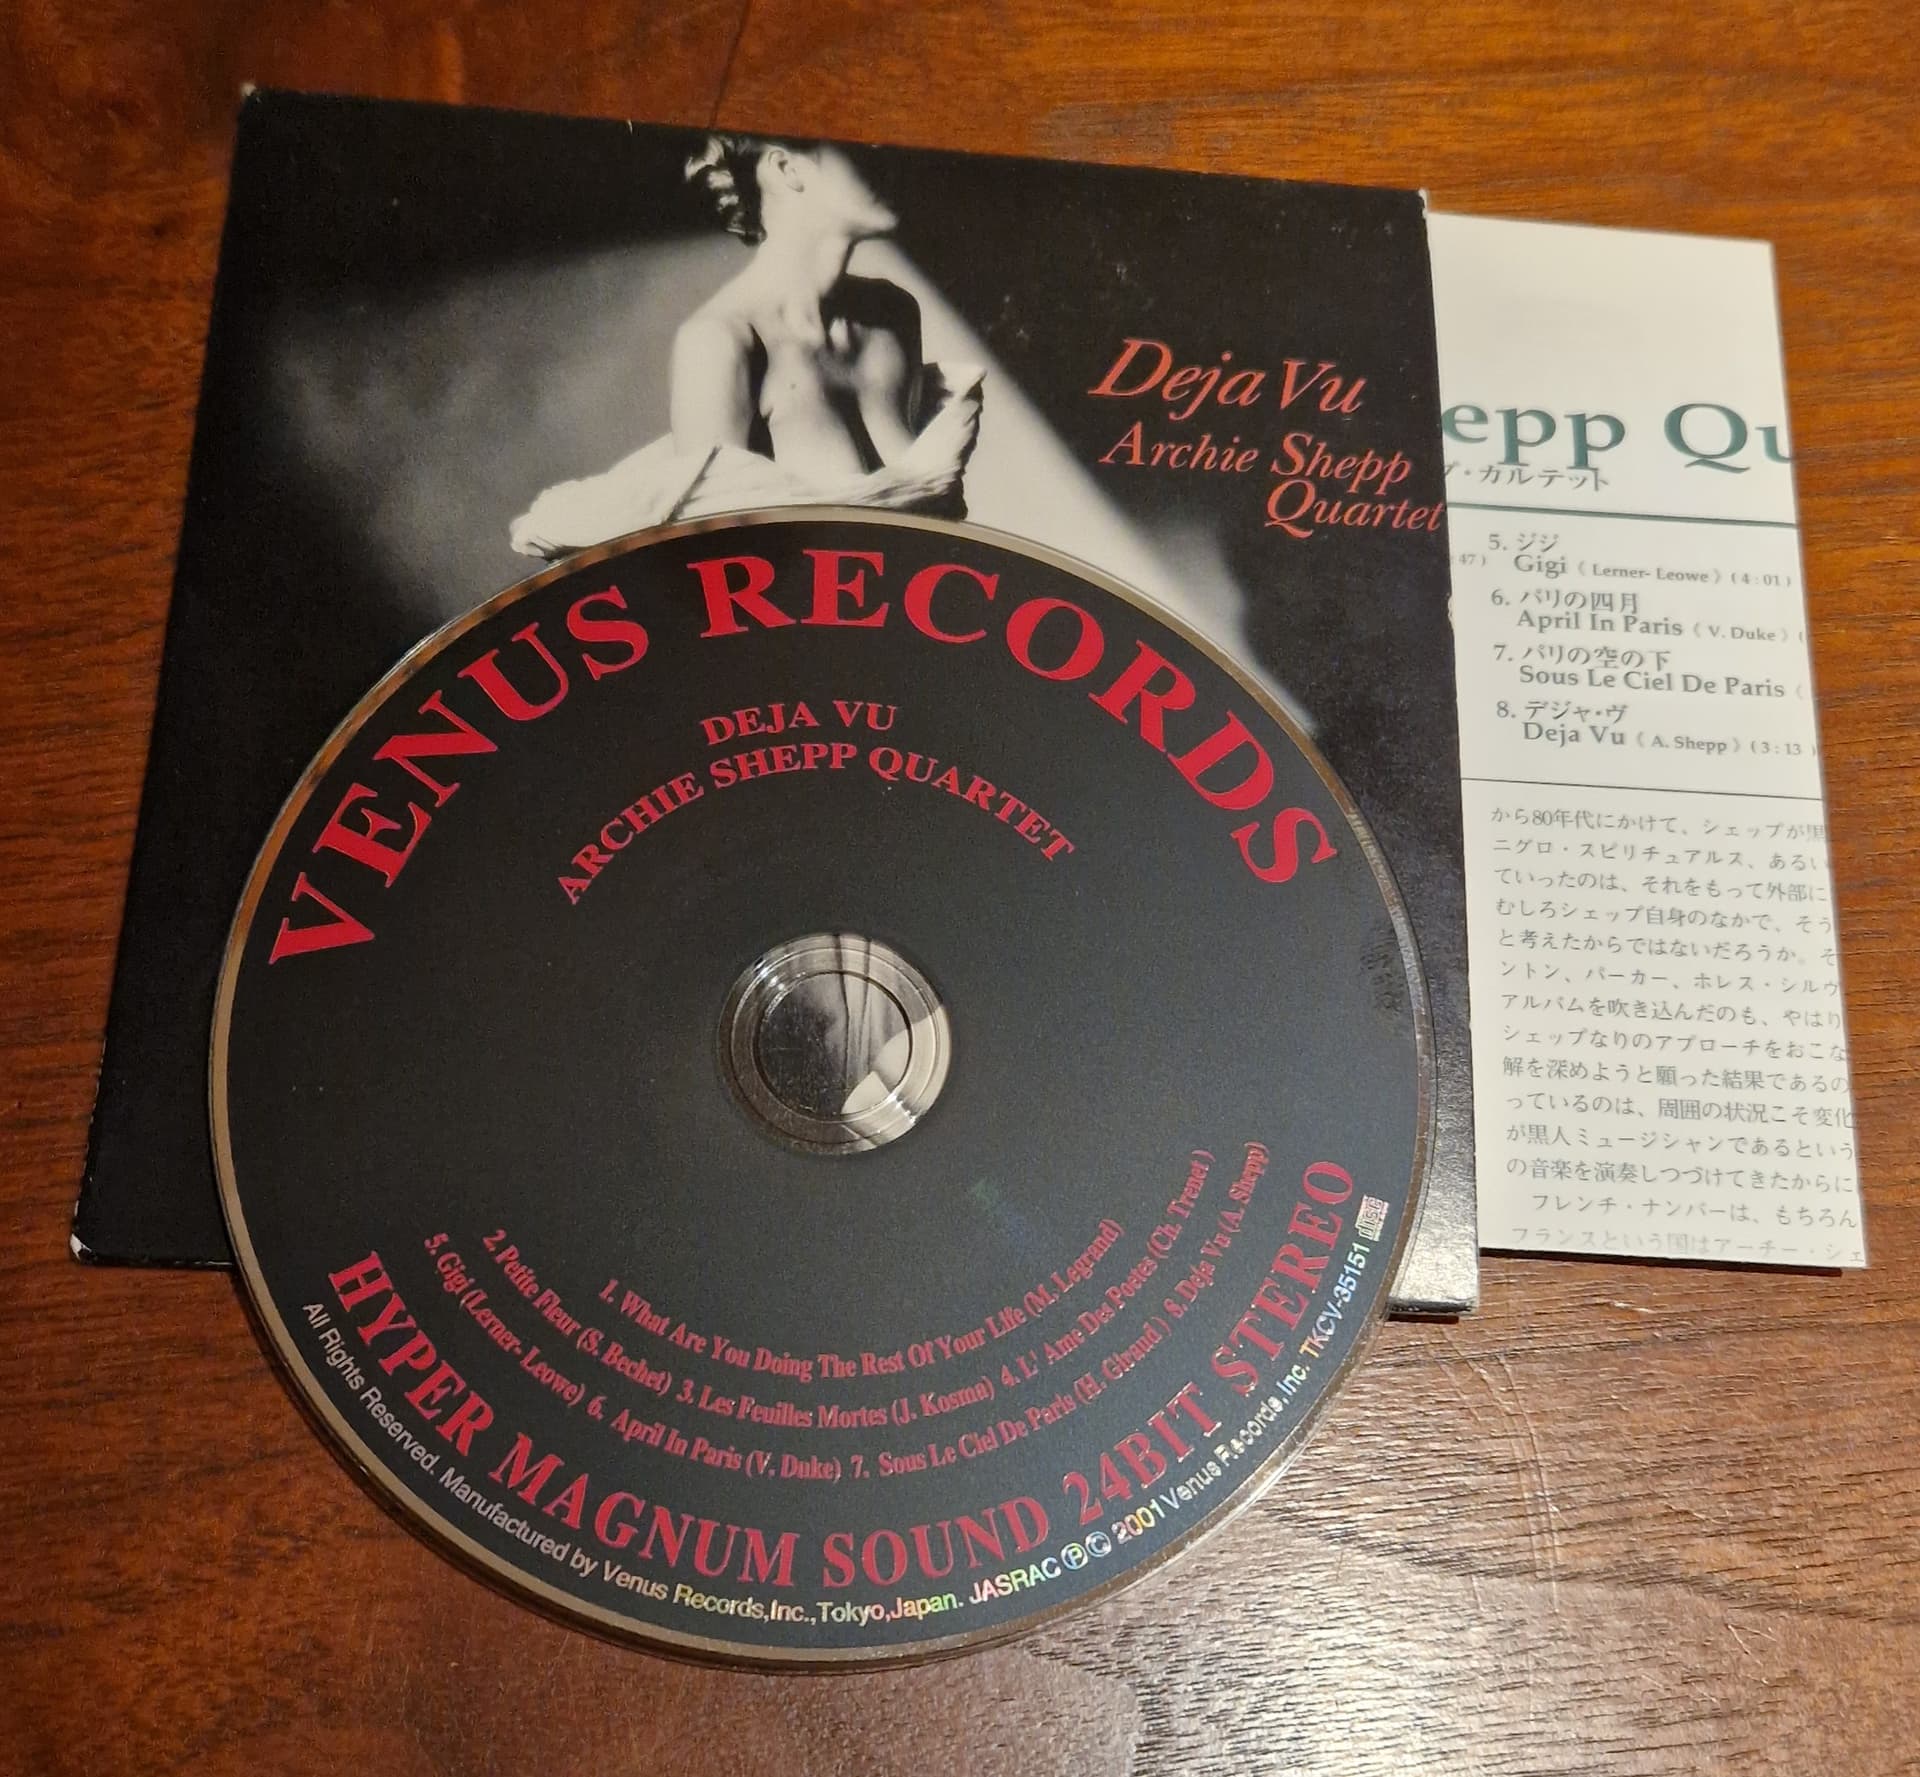 Deja Vu
Archie Shepp
Quartet
VENUS RECORDS
DEJA VU
ARCHIE SHEPP QUARTET
1. What Are You Doing The Rest Of Your Life (M. Legrand)
2. Petite Fleur (S. Bechet) 3. Les Feuilles Mortes (J. Kosma) 4. L' Ame Des Poetes (Ch. Trenet )
5. Gigi (Lerner- Leowe) 6. April In Paris (V. Duke) 7. Sous Le Ciel De Paris (H. Giraud ) 8. Deja Vu (A. Shepp)
HYPER MAGNUM SOUND 24BIT STEREO
All Rights Reserved. Manufactured by Venus Records,Inc.,Tokyo,Japan. JASRAC Ⓟ © 2001 Venus Records, Inc. TKCV-35151
disc
epp Qu
・カルテット
:47)
5. ジジ
Gigi《 Lerner- Leowe 》( 4 : 01 )
6. パリの四月
April In Paris《 V. Duke 》(
7. パリの空の下
Sous Le Ciel De Paris (
8. デジャ・ヴ
Deja Vu《 A. Shepp 》( 3 : 13 )
から80年代にかけて、シェップが黒
ニグロ・スピリチュアルス、あるい
ていったのは、それをもって外部に
むしろシェップ自身のなかで、そう
と考えたからではないだろうか。そ
ントン、パーカー、ホレス・シルヴ
アルバムを吹き込んだのも、やはり
シェップなりのアプローチをおこな
解を深めようと願った結果であるの
っているのは、周囲の状況こそ変化
が黒人ミュージシャンであるという
の音楽を演奏しつづけてきたからに
フレンチ・ナンバーは、もちろん
フランスという国はアーチー・シェ